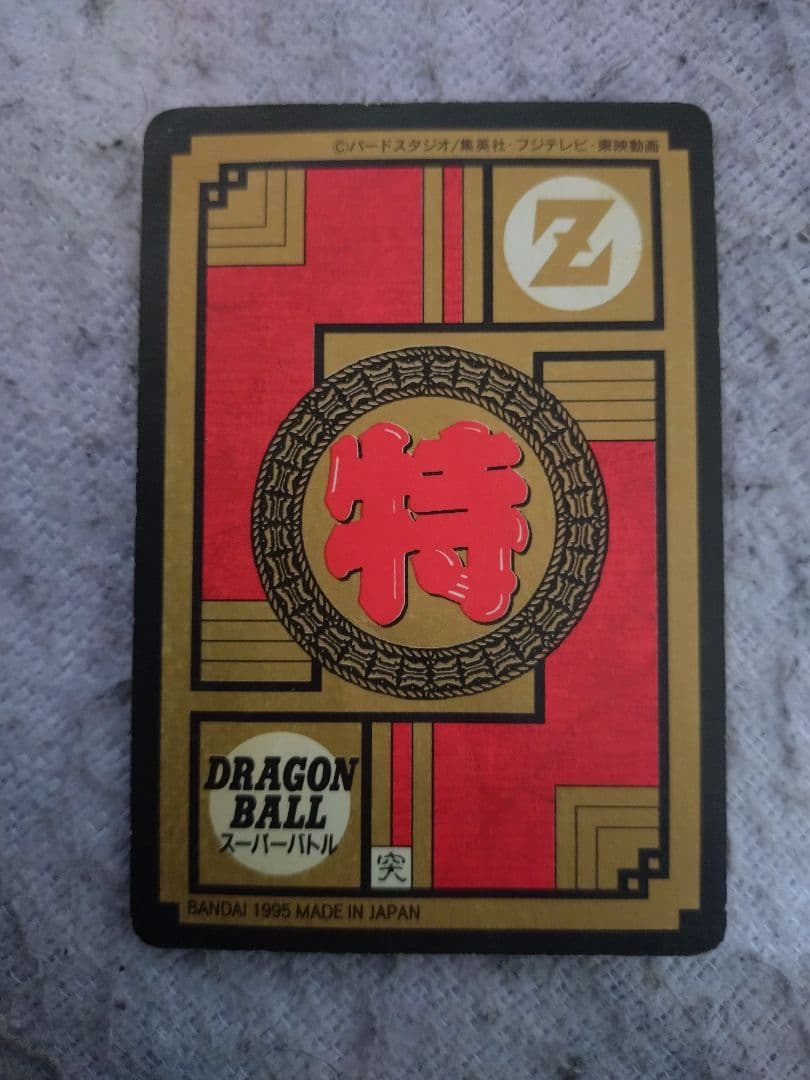 ©バードスタジオ/集英社・フジテレビ・東映動画
Z
特
DRAGON
BALL
スーパーバトル
突
BANDAI 1995 MADE IN JAPAN